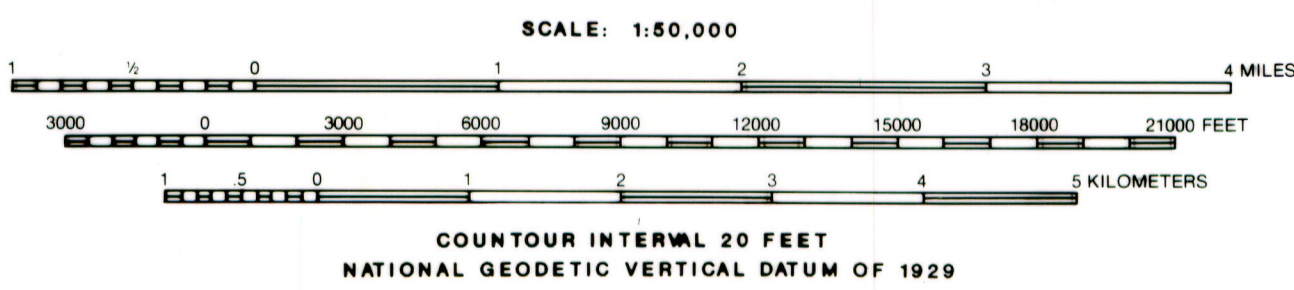 SCALE: 1:50,000
1 ½ 0 1 2 3 4 MILES
3000 0 3000 6000 9000 12000 15000 18000 21000 FEET
1 .5 0 1 2 3 4 5 KILOMETERS
COUNTOUR INTERVAL 20 FEET
NATIONAL GEODETIC VERTICAL DATUM OF 1929